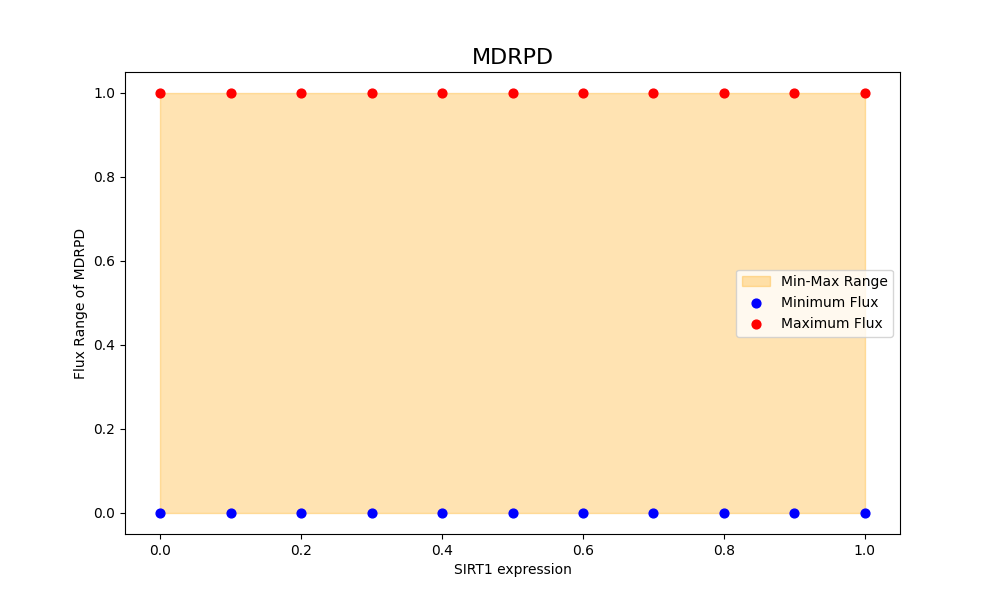 MDRPD
Flux Range of MDRPD
1.0
0.8
0.6
0.4
0.2
0.0
Min-Max Range
Minimum Flux
Maximum Flux
0.0 0.2 0.4 0.6 0.8 1.0
SIRT1 expression